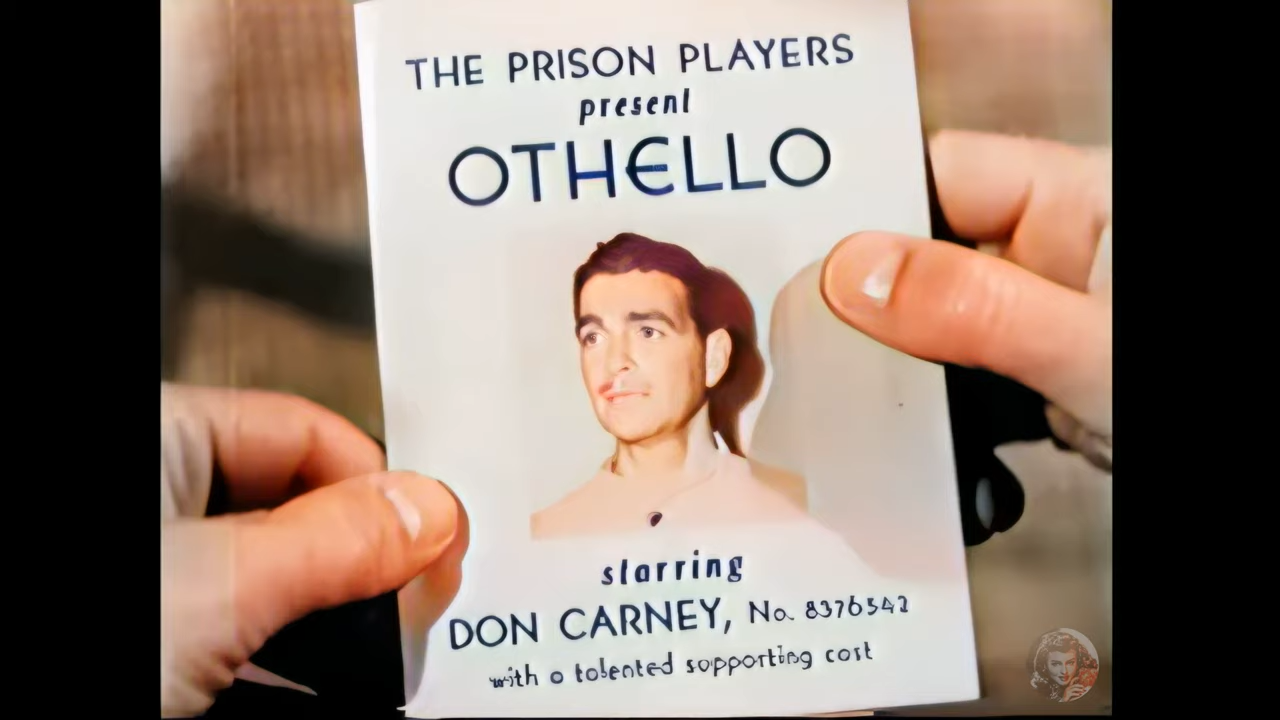 THE PRISON PLAYERS
present
OTHELLO
starring
DON CARNEY, No. 8376542
with a talented supporting cast